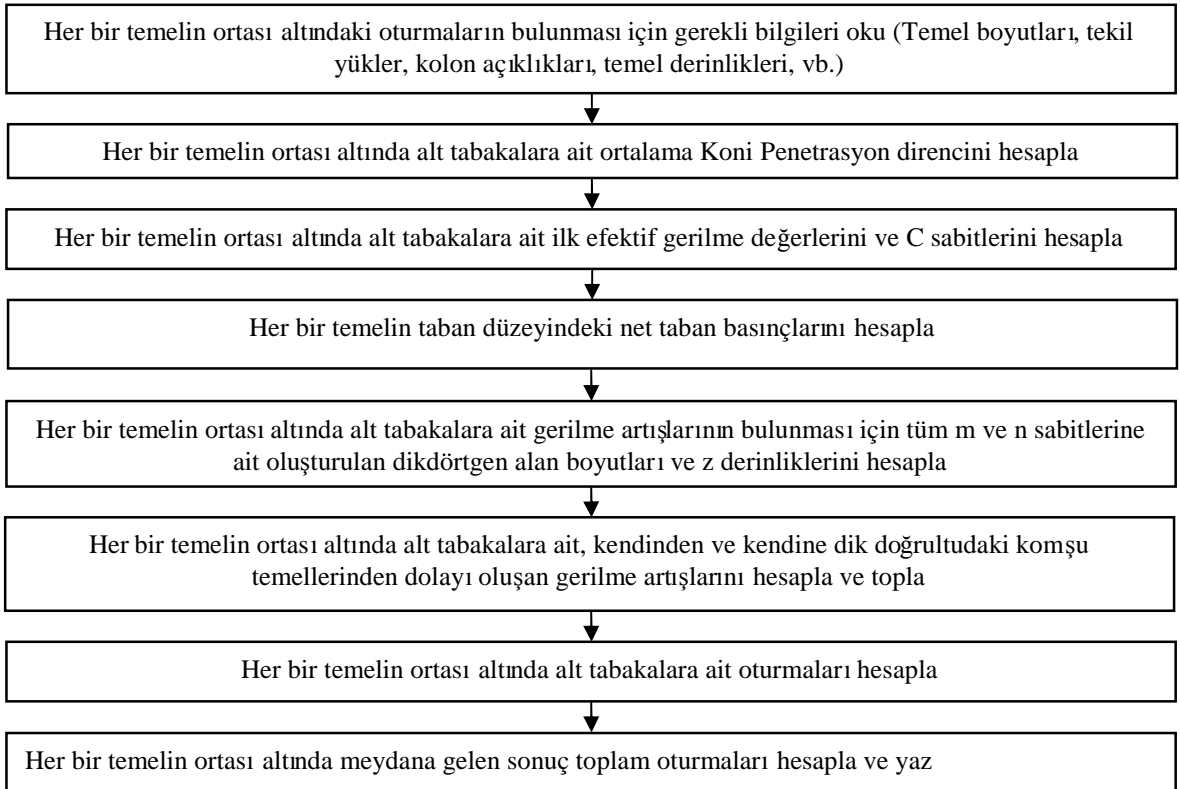 Her bir temelin ortası altındaki oturmaların bulunması için gerekli bilgileri oku (Temel boyutları, tekil
yükler, kolon açıklıkları, temel derinlikleri, vb.)
Her bir temelin ortası altında alt tabakalara ait ortalama Koni Penetrasyon direncini hesapla
Her bir temelin ortası altında alt tabakalara ait ilk efektif gerilme değerlerini ve C sabitlerini hesapla
Her bir temelin taban düzeyindeki net taban basınçlarını hesapla
Her bir temelin ortası altında alt tabakalara ait gerilme artışlarının bulunması için tüm m ve n sabitlerine
ait oluşturulan dikdörtgen alan boyutları ve z derinliklerini hesapla
Her bir temelin ortası altında alt tabakalara ait, kendinden ve kendine dik doğrultudaki komşu
temellerinden dolayı oluşan gerilme artışlarını hesapla ve topla
Her bir temelin ortası altında alt tabakalara ait oturmaları hesapla
Her bir temelin ortası altında meydana gelen sonuç toplam oturmaları hesapla ve yaz